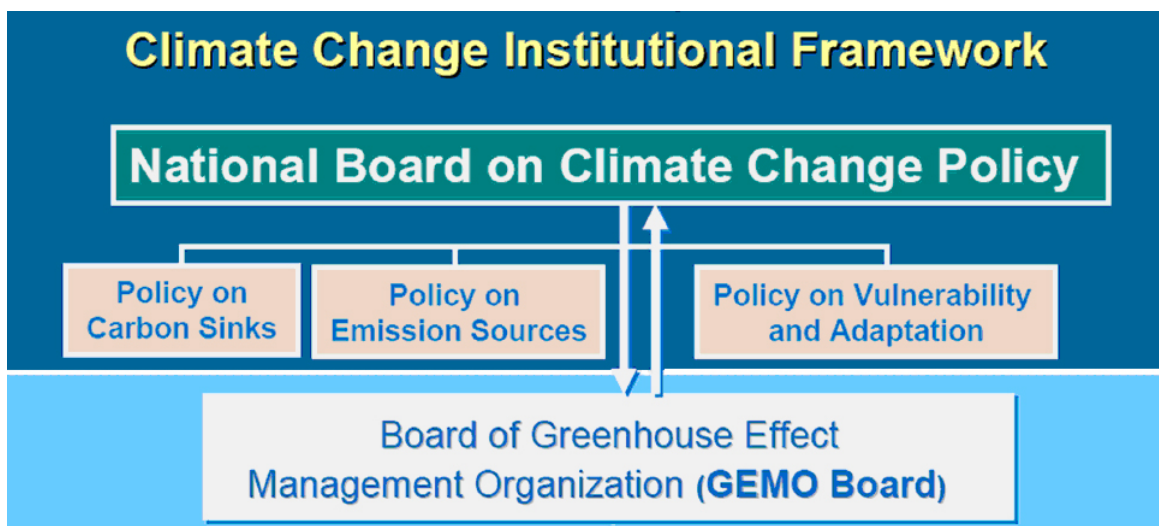 Climate Change Institutional Framework
National Board on Climate Change Policy
Policy on
Carbon Sinks
Policy on
Emission Sources
Policy on Vulnerability
and Adaptation
Board of Greenhouse Effect
Management Organization (GEMO Board)